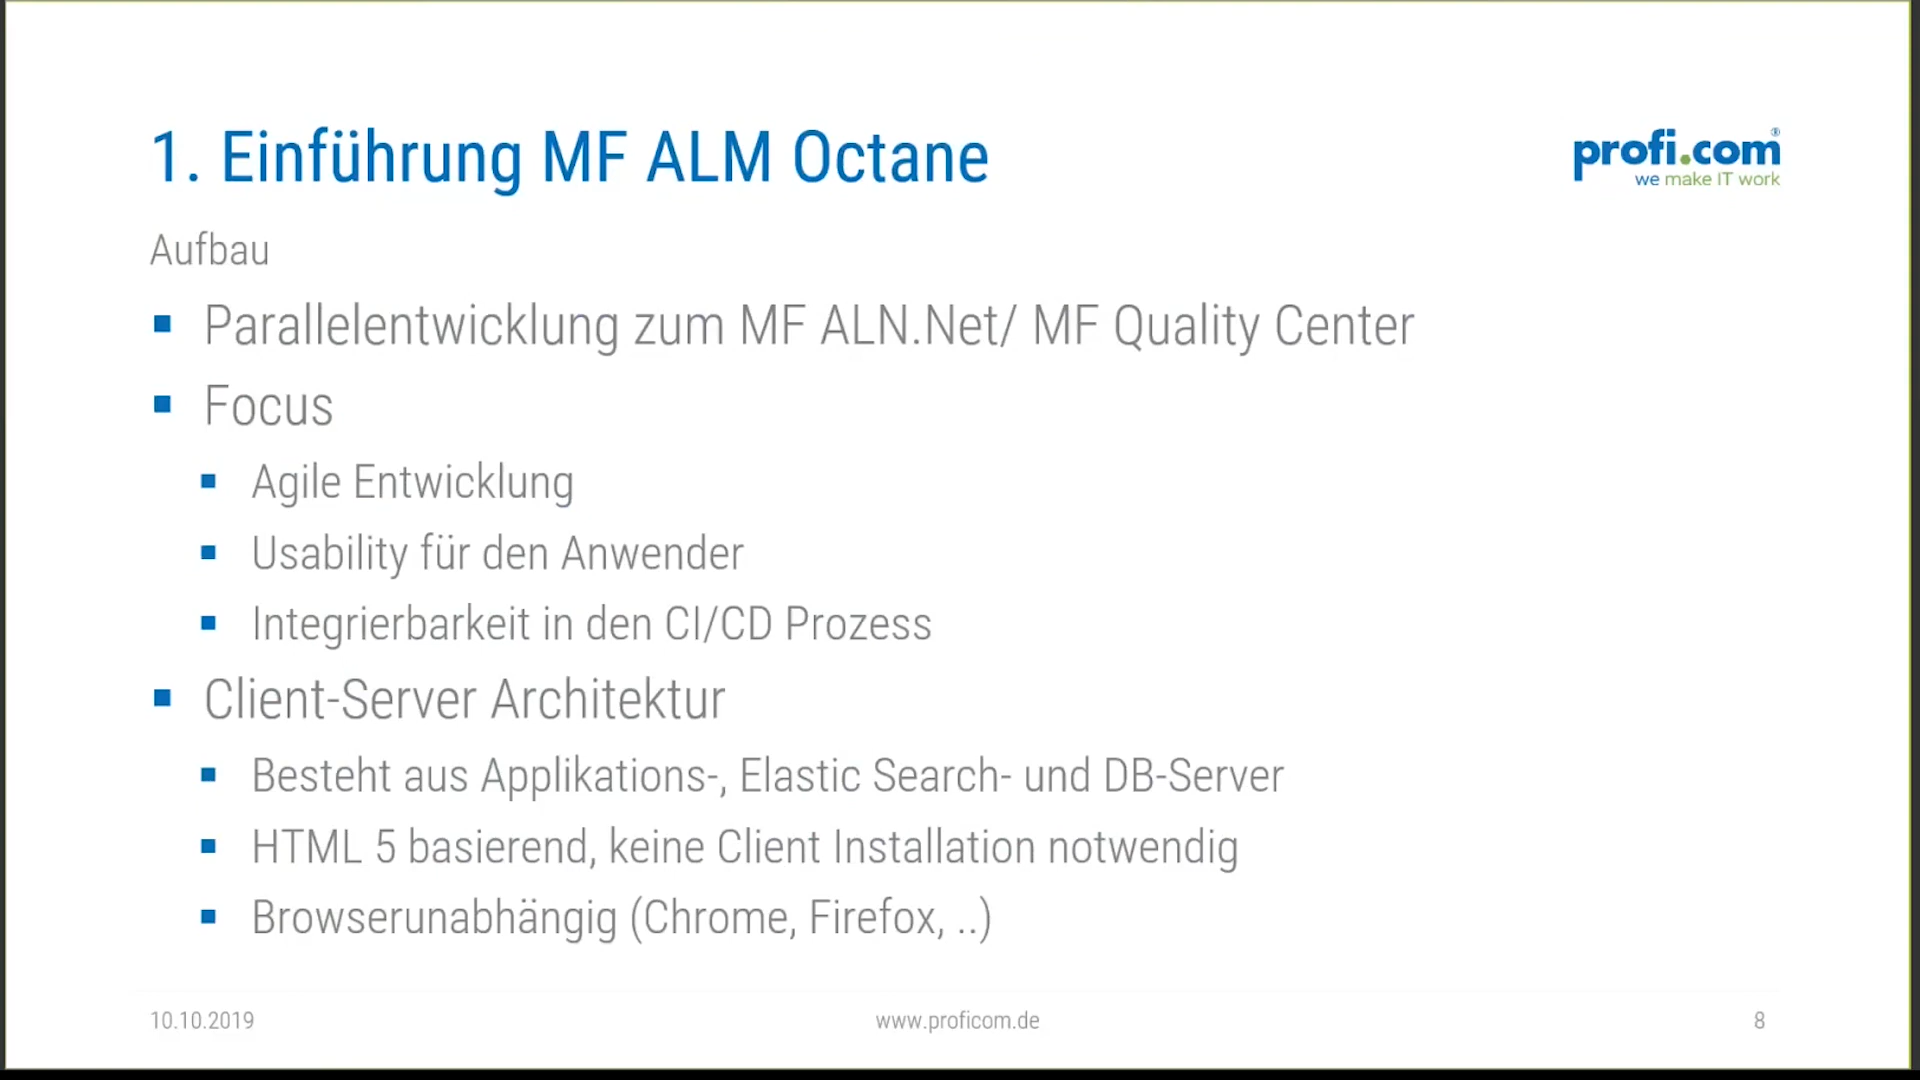 1. Einführung MF ALM Octane
profi.com®
we make IT work
Aufbau
Parallelentwicklung zum MF ALN.Net/ MF Quality Center
Focus
Agile Entwicklung
Usability für den Anwender
Integrierbarkeit in den CI/CD Prozess
Client-Server Architektur
Besteht aus Applikations-, Elastic Search- und DB-Server
HTML 5 basierend, keine Client Installation notwendig
Browserunabhängig (Chrome, Firefox, ..)
10.10.2019
www.proficom.de
8